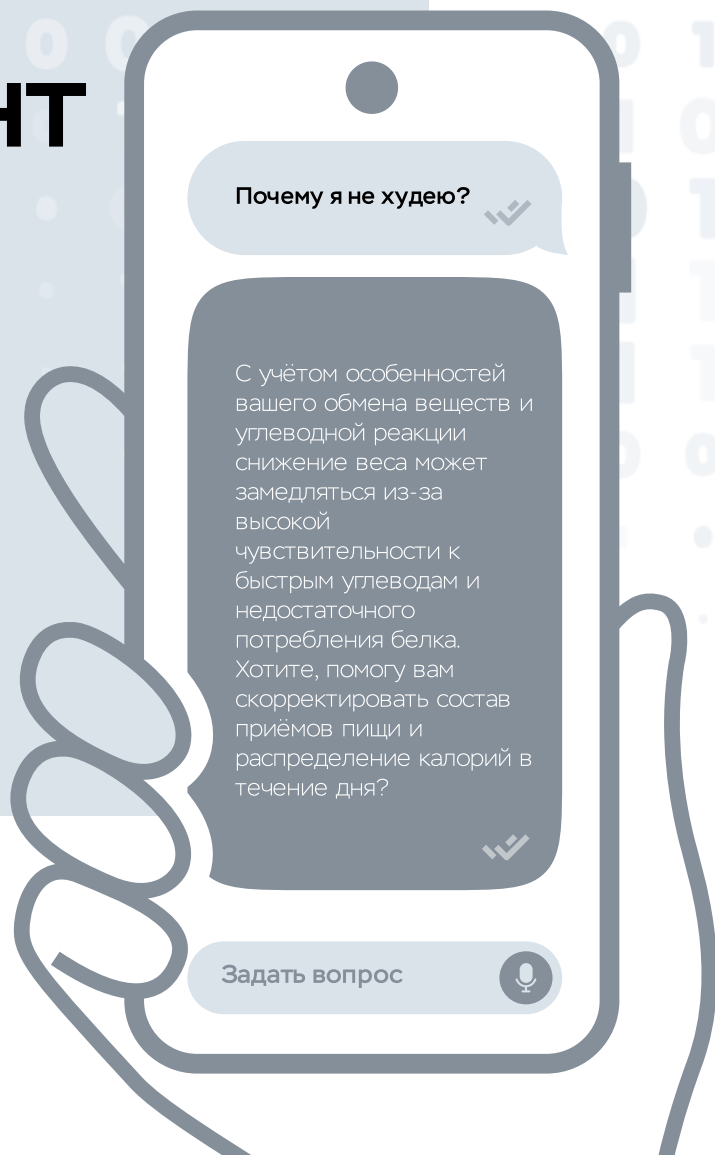 НТ
Почему я не худею?
С учётом особенностей
вашего обмена веществ и
углеводной реакции
снижение веса может
замедляться из-за
высокой
чувствительности к
быстрым углеводам и
недостаточного
потребления белка.
Хотите, помогу вам
скорректировать состав
приёмов пищи и
распределение калорий в
течение дня?
Задать вопрос